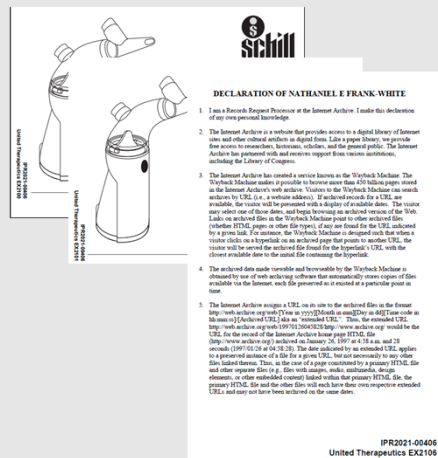 schill
DECLARATION OF NATHANIEL E FRANK-WHITE
1. I am a Records Request Processor at the Internet Archive. I make this declaration
of my own personal knowledge.
2. The Internet Archive is a website that provides access to a digital library of Internet
sites and other cultural artifacts in digital form. Like a paper library, we provide
free access to researchers, historians, scholars, and the general public. The Internet
Archive has partnered with and receives support from various institutions,
including the Library of Congress.
3. The Internet Archive has created a service known as the Wayback Machine. The
Wayback Machine makes it possible to browse more than 450 billion pages stored
in the Internet Archive's web archive. Visitors to the Wayback Machine can search
archives by URL (i.e., a website address). If archived records for a URL are
available, the visitor will be presented with a display of available dates. The visitor
may select one of those dates, and begin browsing an archived version of the Web.
Links on archived files in the Wayback Machine point to other archived files
(whether HTML pages or other file types), if any are found for the URL indicated
by a given link. For instance, the Wayback Machine is designed such that when a
visitor clicks on a hyperlink on an archived page that points to another URL, the
visitor will be served the archived file found for the hyperlink's URL with the
closest available date to the initial file containing the hyperlink.
4. The archived data made viewable and browseable by the Wayback Machine is
obtained by use of web archiving software that automatically stores copies of files
available via the Internet, each file preserved as it existed at a particular point in
time.
5. The Internet Archive assigns a URL on its site to the archived files in the format
http://web.archive.org/web/[Year in yyyy][Month in mm][Day in dd][Time code in
hh:mm:ss]/[Archived URL] aka an "extended URL". Thus, the extended URL
http://web.archive.org/web/19970126045828/http://www.archive.org/ would be the
URL for the record of the Internet Archive home page HTML file
(http://www.archive.org/) archived on January 26, 1997 at 4:58 a.m. and 28
seconds (1997/01/26 at 04:58:28). The date indicated by an extended URL applies
to a preserved instance of a file for a given URL, but not necessarily to any other
files linked therein. Thus, in the case of a page constituted by a primary HTML file
and other separate files (e.g., files with images, audio, multimedia, design
elements, or other embedded content) linked within that primary HTML file, the
primary HTML file and the other files will each have their own respective extended
URLs and may not have been archived on the same dates.
IPR2021-00406
United Therapeutics EX2100
IPR2021-00406
United Therapeutics EX2101
IPR2021-00406
United Therapeutics EX2106